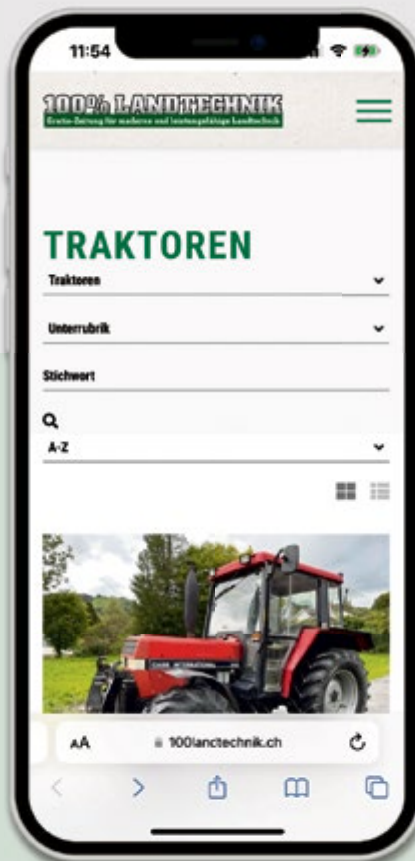 11:54
100% LANDTECHNIK
Gratis-Zeitung für moderne und leistungsfähige Landtechnik
TRAKTOREN
Traktoren
Unterrubrik
Stichwort
A-Z
CASE INTERNATIONAL
AA
100lanctechnik.ch